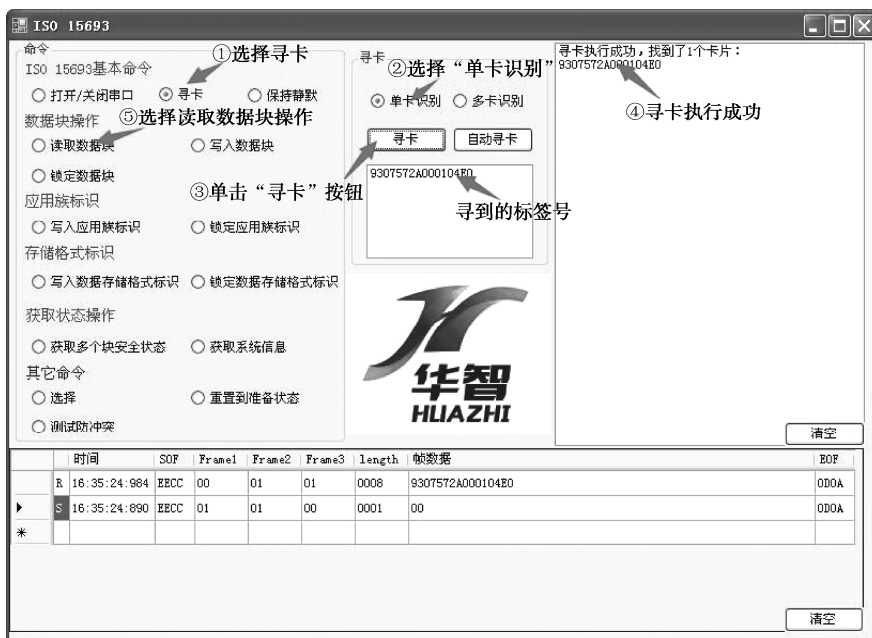 ISO 15693
命令
ISO 15693基本命令
①选择寻卡
打开/关闭串口 寻卡 保持静默
数据块操作
⑤选择读取数据块操作
读取数据块 写入数据块
锁定数据块
应用族标识
写入应用族标识 锁定应用族标识
存储格式标识
写入数据存储格式标识 锁定数据存储格式标识
获取状态操作
获取多个块安全状态 获取系统信息
其它命令
选择 重置到准备状态
测试防冲突
寻卡
②选择“单卡识别”
单卡识别 多卡识别
寻卡 自动寻卡
③单击“寻卡”按钮
9307572A000104E0
寻到的标签号
华智
HUAZHI
寻卡执行成功,找到了1个卡片:
9307572A000104E0
④寻卡执行成功
清空
时间 SOF Frame1 Frame2 Frame3 length 帧数据 EOF
R 16:35:24:984 EECC 00 01 01 0008 9307572A000104E0 0D0A
S 16:35:24:890 EECC 01 01 00 0001 00 0D0A
清空